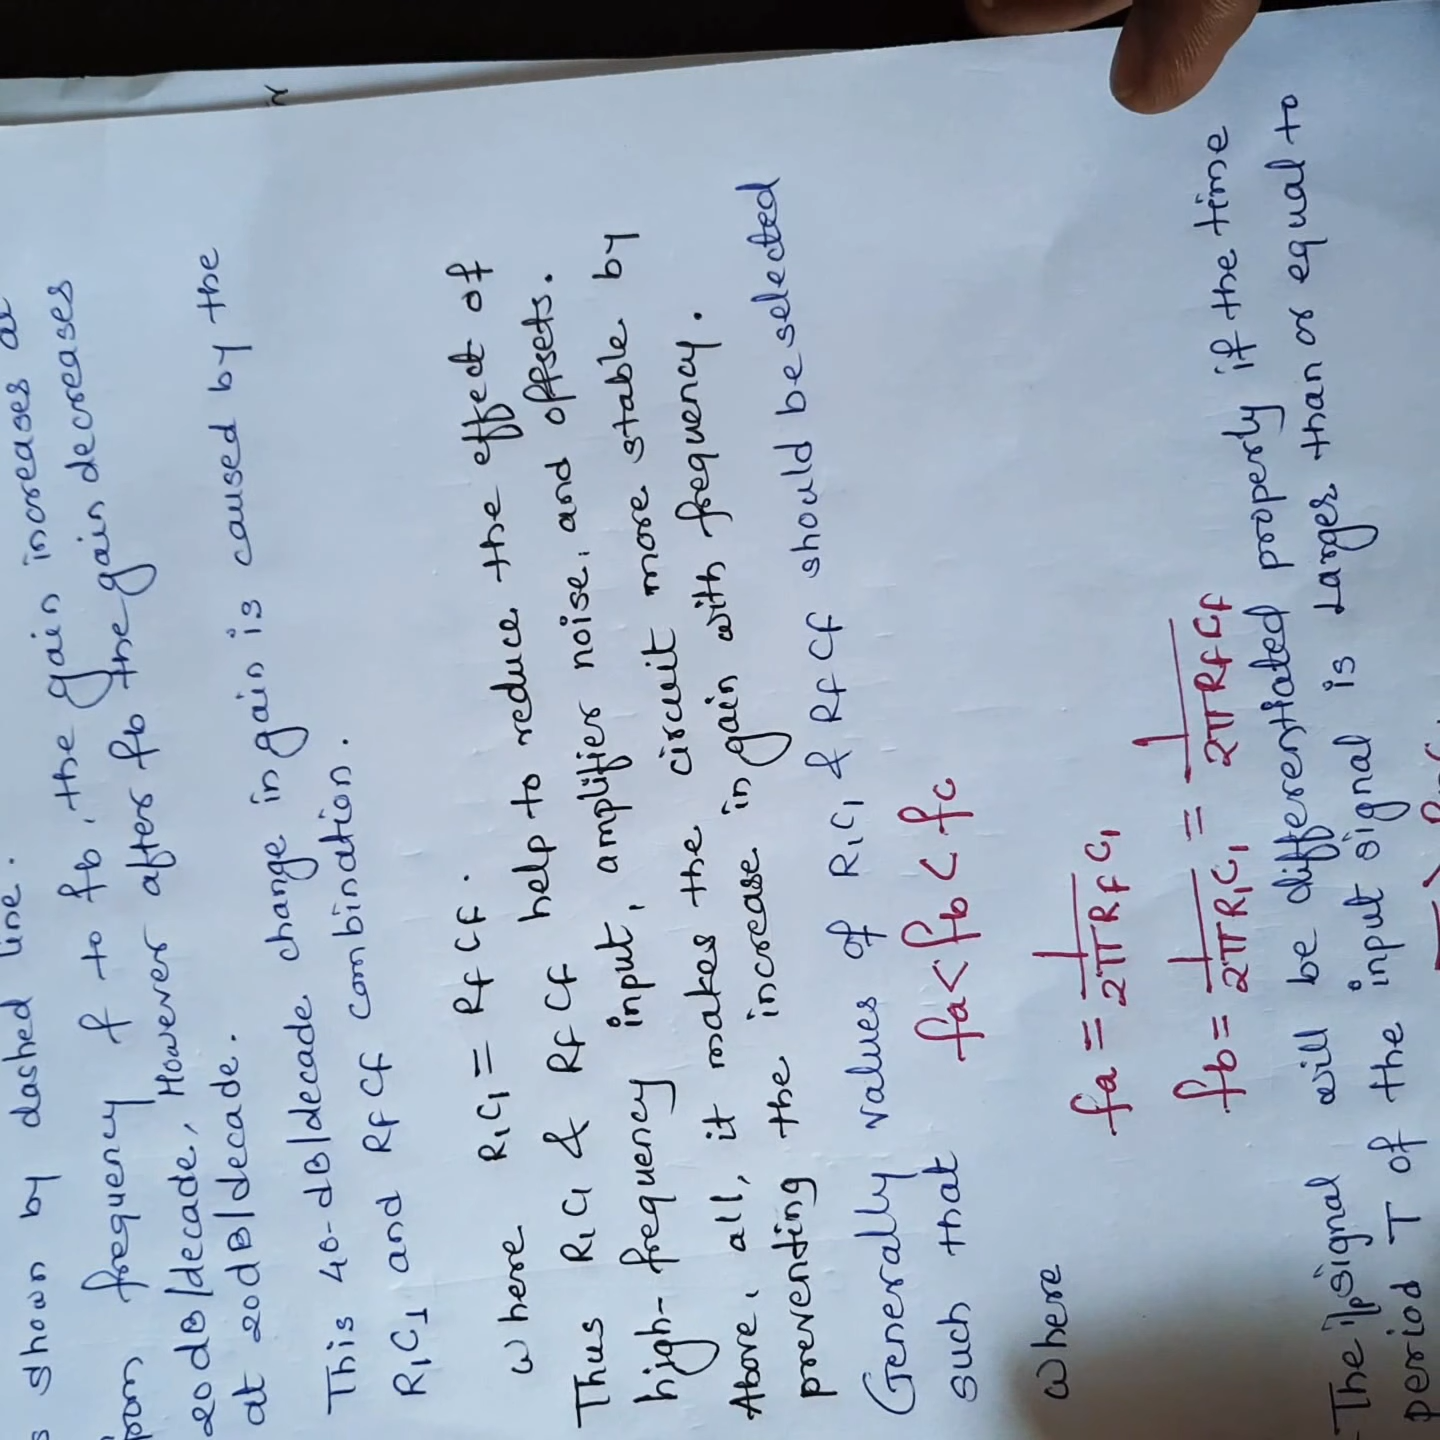 s shown by dashed line.
from frequency f to fb, the gain increases at
20dB/decade, However after fb the gain decreases
at 20dB/decade.
This 40-dB/decade change in gain is caused by the
R1C1 and RfCf combination.
where R1C1 = RfCf.
Thus R1C1 & RfCf help to reduce the effect of
high-frequency input, amplifier noise, and offsets.
Above, all, it makes the circuit more stable by
preventing the increase in gain with frequency.
Generally values of R1C1 & RfCf should be selected
such that
fa < fb < fc
where
fa = 1/2πRfC1
fb = 1/2πR1C1 = 1/2πRfCf
The i/p signal will be differentiated properly if the time
period T of the input signal is larger than or equal to